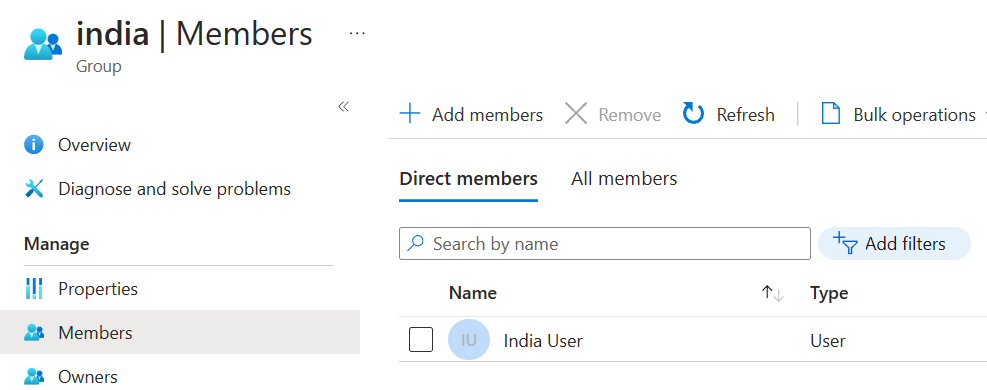 india | Members
...
Group
«
Overview
Diagnose and solve problems
Manage
Properties
Members
Owners
Add members Remove Refresh Bulk operations
Direct members All members
Search by name Add filters
Name Type
IU India User User